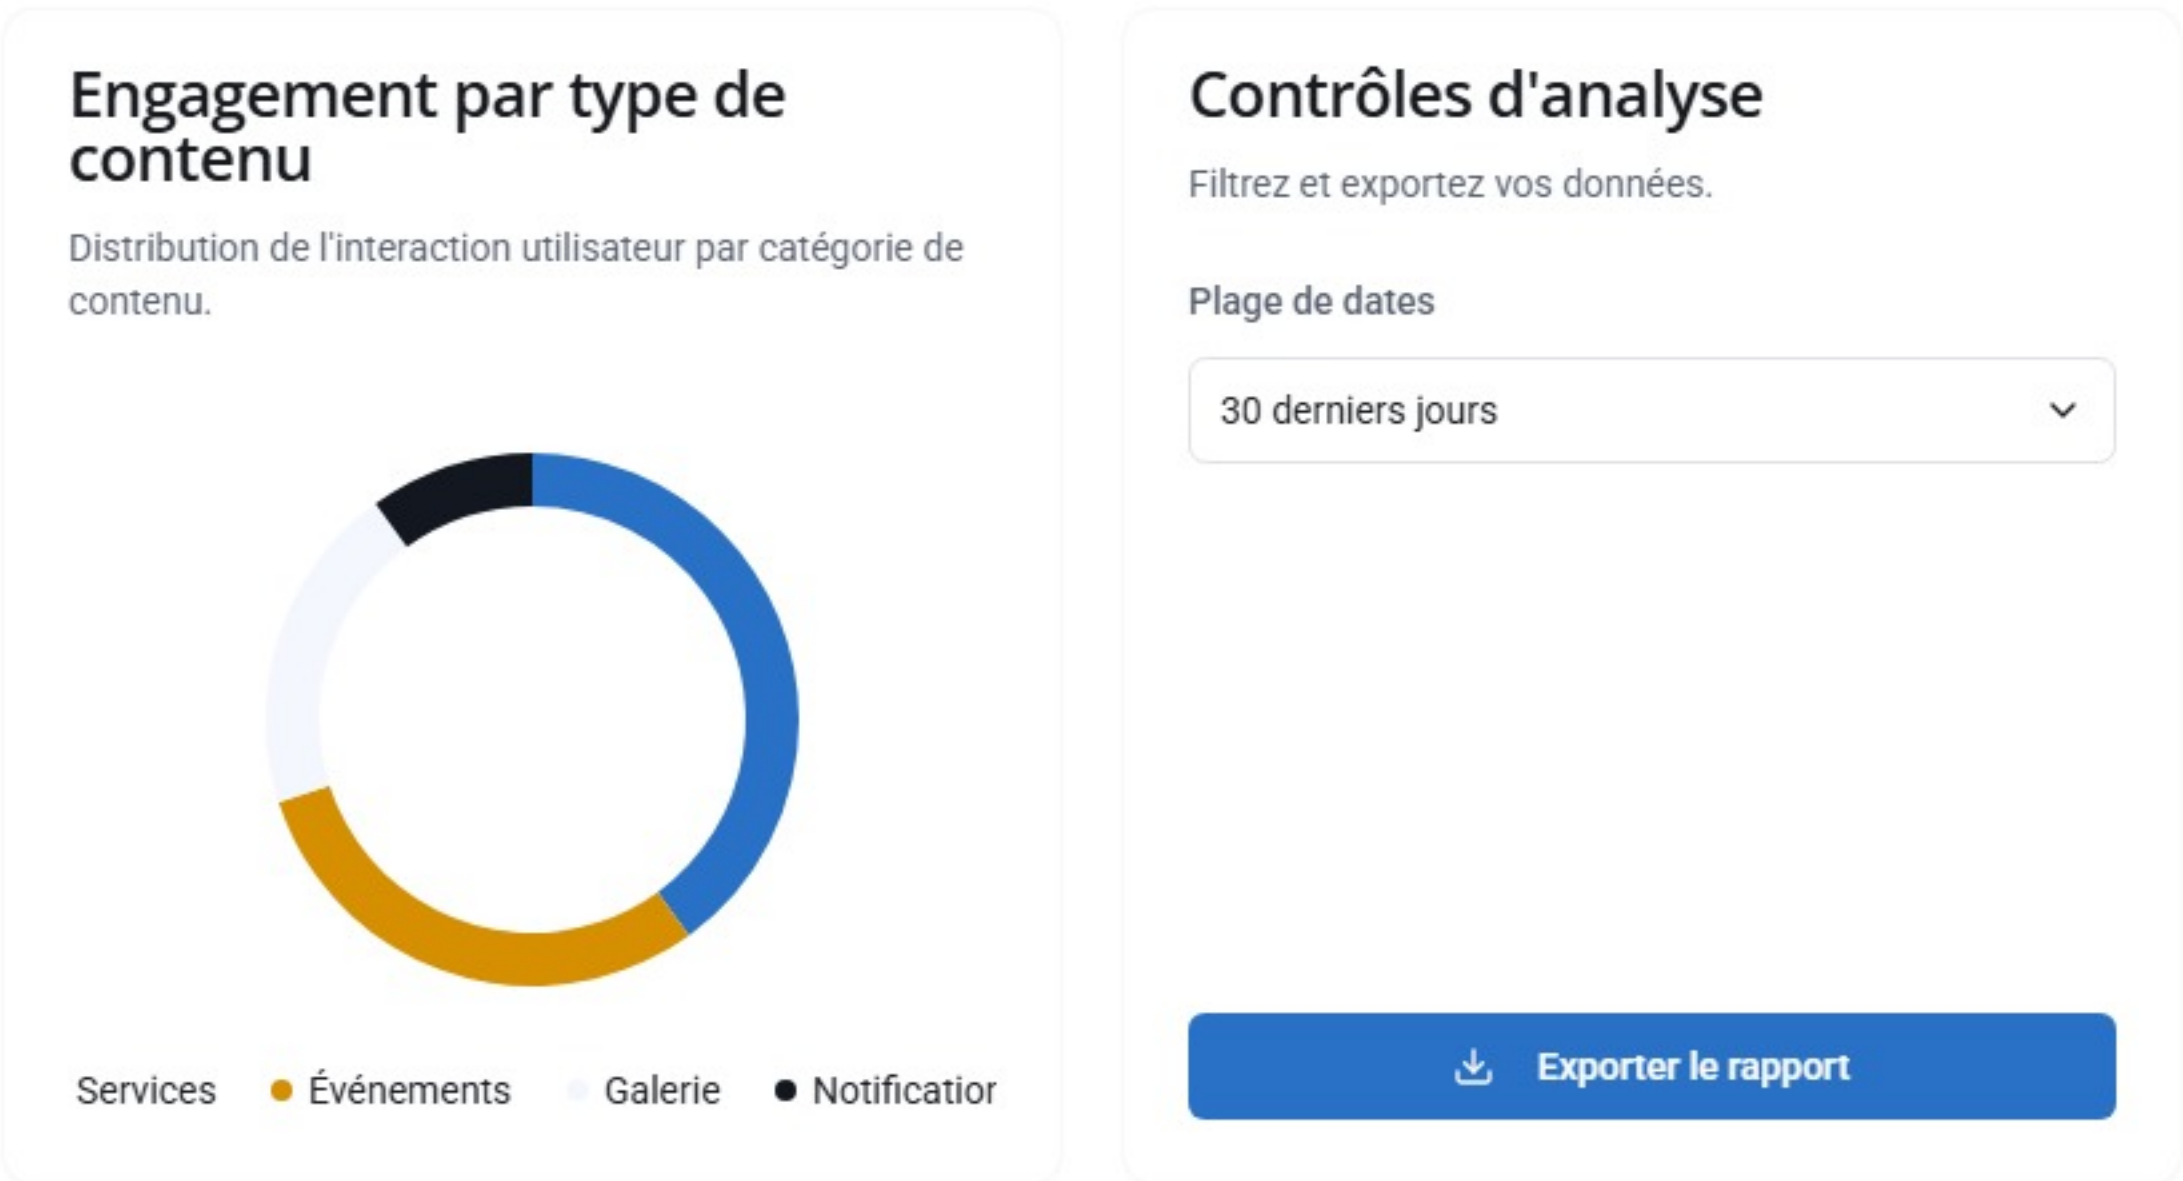 Engagement par type de
contenu
Distribution de l'interaction utilisateur par catégorie de
contenu.
Services
Événements
Galerie
Notification
Contrôles d'analyse
Filtrez et exportez vos données.
Plage de dates
30 derniers jours
Exporter le rapport